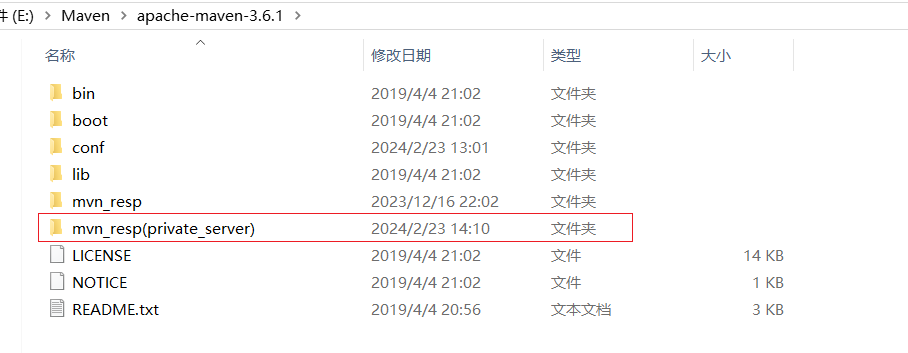 件 (E:) > Maven > apache-maven-3.6.1 >
名称 修改日期 类型 大小
bin 2019/4/4 21:02 文件夹
boot 2019/4/4 21:02 文件夹
conf 2024/2/23 13:01 文件夹
lib 2019/4/4 21:02 文件夹
mvn_resp 2023/12/16 22:02 文件夹
mvn_resp(private_server) 2024/2/23 14:10 文件夹
LICENSE 2019/4/4 21:02 文件 14 KB
NOTICE 2019/4/4 21:02 文件 1 KB
README.txt 2019/4/4 20:56 文本文档 3 KB